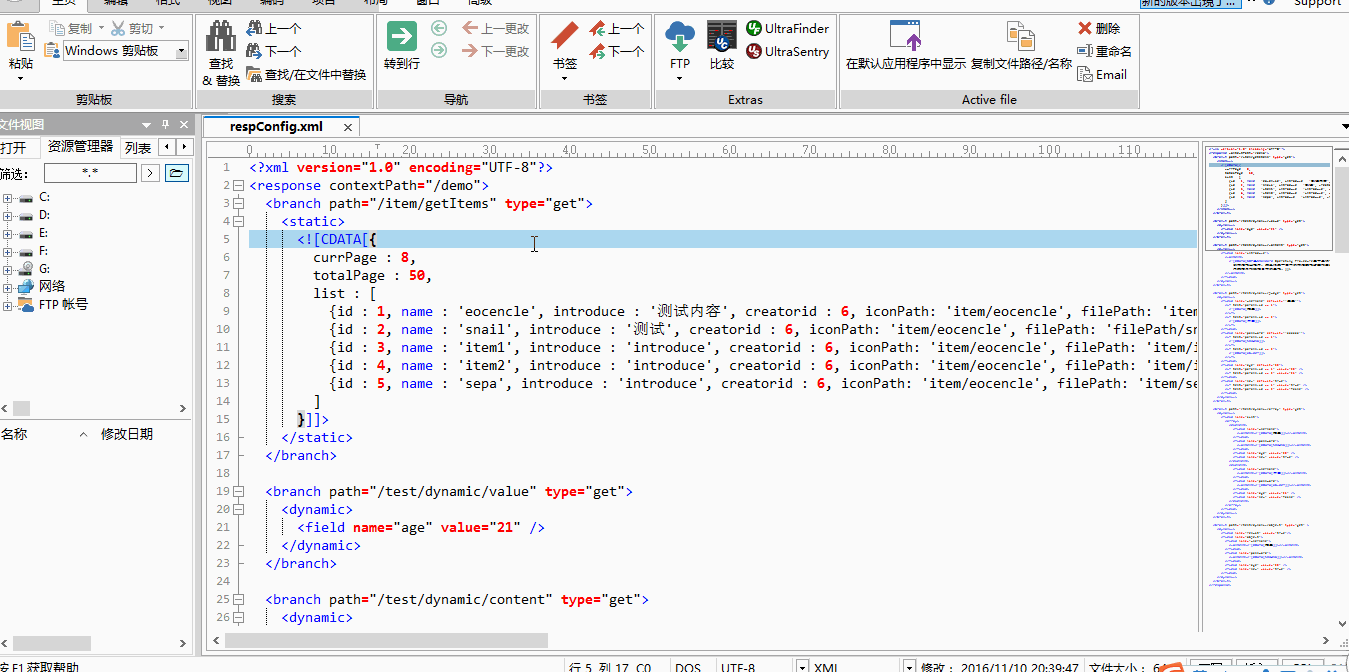 主页 编辑 格式 视图 编码 项目 布局 窗口 高级
新的版本出现了... Support
粘贴 复制 剪切
Windows 剪贴板
剪贴板
查找 & 替换 上一个
下一个
查找/在文件中替换
搜索
转到行 上一更改
下一更改
导航
书签 上一个
下一个
书签
FTP 比较 UltraFinder
UltraSentry
Extras
在默认应用程序中显示 复制文件路径/名称 删除
重命名
Email
Active file
文件视图
打开 资源管理器 列表
筛选: *.*
C:
D:
E:
F:
G:
网络
FTP 帐号
名称 修改日期
安 F1 获取帮助
respConfig.xml
0 10 20 30 40 50 60 70 80 90 100 110
1 <?xml version="1.0" encoding="UTF-8"?>
2 <response contextPath="/demo">
3 <branch path="/item/getItems" type="get">
4 <static>
5 <![CDATA[{
6 currPage : 8,
7 totalPage : 50,
8 list : [
9 {id : 1, name : 'eocencle', introduce : '测试内容', creatorid : 6, iconPath: 'item/eocencle', filePath: 'item
10 {id : 2, name : 'snail', introduce : '测试', creatorid : 6, iconPath: 'item/eocencle', filePath: 'filePath/sn
11 {id : 3, name : 'item1', introduce : 'introduce', creatorid : 6, iconPath: 'item/eocencle', filePath: 'item/i
12 {id : 4, name : 'item2', introduce : 'introduce', creatorid : 6, iconPath: 'item/eocencle', filePath: 'item/i
13 {id : 5, name : 'sepa', introduce : 'introduce', creatorid : 6, iconPath: 'item/eocencle', filePath: 'item/se
14 ]
15 }]]>
16 </static>
17 </branch>
18
19 <branch path="/test/dynamic/value" type="get">
20 <dynamic>
21 <field name="age" value="21" />
22 </dynamic>
23 </branch>
24
25 <branch path="/test/dynamic/content" type="get">
26 <dynamic>
行 5, 列 17, C0 DOS UTF-8 XML 修改: 2016/11/10 20:39:47 文件大小: 6